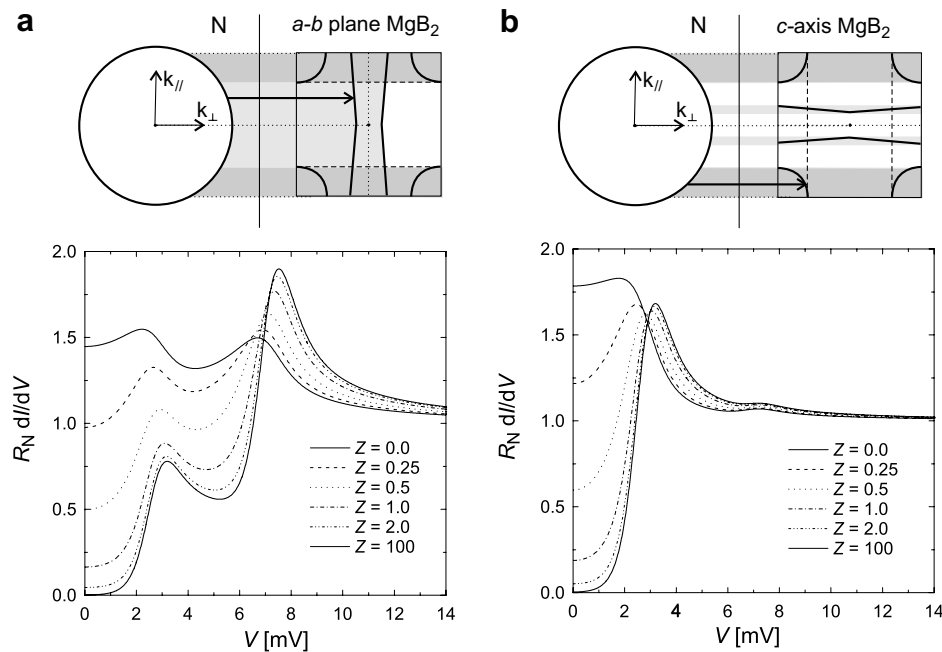 a
N
a-b plane MgB2
k//
k⊥
2.0
1.5
1.0
0.5
0.0
RN dI/dV
Z = 0.0
Z = 0.25
Z = 0.5
Z = 1.0
Z = 2.0
Z = 100
0 2 4 6 8 10 12 14
V [mV]
b
N
c-axis MgB2
k//
k⊥
2.0
1.5
1.0
0.5
0.0
RN dI/dV
Z = 0.0
Z = 0.25
Z = 0.5
Z = 1.0
Z = 2.0
Z = 100
0 2 4 6 8 10 12 14
V [mV]